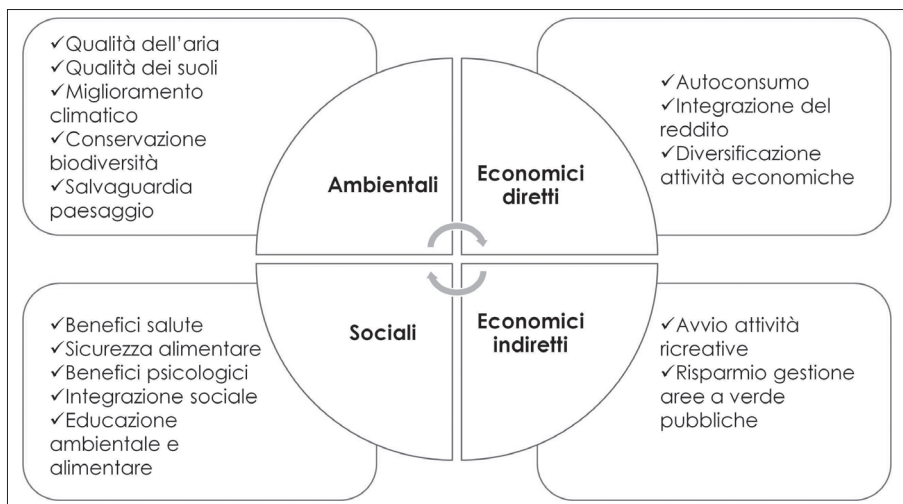 ✓Qualità dell'aria
✓Qualità dei suoli
✓Miglioramento
climatico
✓Conservazione
biodiversità
✓Salvaguardia
paesaggio
Ambientali
Economici
diretti
✓Autoconsumo
✓Integrazione del
reddito
✓Diversificazione
attività economiche
✓Benefici salute
✓Sicurezza alimentare
✓Benefici psicologici
✓Integrazione sociale
✓Educazione
ambientale e
alimentare
Sociali
Economici
indiretti
✓Avvio attività
ricreative
✓Risparmio gestione
aree a verde
pubbliche